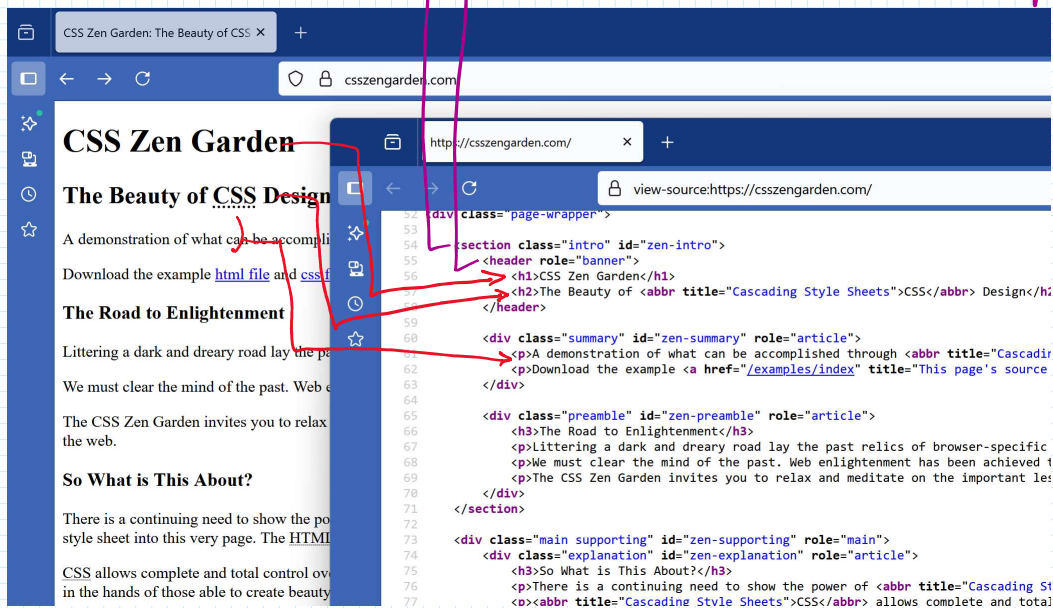 CSS Zen Garden: The Beauty of CSS
csszengarden.com
CSS Zen Garden
The Beauty of CSS Design
A demonstration of what can be accompli
Download the example html file and css f
The Road to Enlightenment
Littering a dark and dreary road lay the pa
We must clear the mind of the past. Web e
The CSS Zen Garden invites you to relax
the web.
So What is This About?
There is a continuing need to show the po
style sheet into this very page. The HTML
CSS allows complete and total control ov
in the hands of those able to create beauty
https://csszengarden.com/
view-source:https://csszengarden.com/
52 <div class="page-wrapper">
53
54 <section class="intro" id="zen-intro">
55 <header role="banner">
56 <h1>CSS Zen Garden</h1>
57 <h2>The Beauty of <abbr title="Cascading Style Sheets">CSS</abbr> Design</h2
58 </header>
59
60 <div class="summary" id="zen-summary" role="article">
61 <p>A demonstration of what can be accomplished through <abbr title="Cascadin
62 <p>Download the example <a href="/examples/index" title="This page's source
63 </div>
64
65 <div class="preamble" id="zen-preamble" role="article">
66 <h3>The Road to Enlightenment</h3>
67 <p>Littering a dark and dreary road lay the past relics of browser-specific
68 <p>We must clear the mind of the past. Web enlightenment has been achieved t
69 <p>The CSS Zen Garden invites you to relax and meditate on the important les
70 </div>
71 </section>
72
73 <div class="main supporting" id="zen-supporting" role="main">
74 <div class="explanation" id="zen-explanation" role="article">
75 <h3>So What is This About?</h3>
76 <p>There is a continuing need to show the power of <abbr title="Cascading St
77 <p><abbr title="Cascading Style Sheets">CSS</abbr> allows complete and total